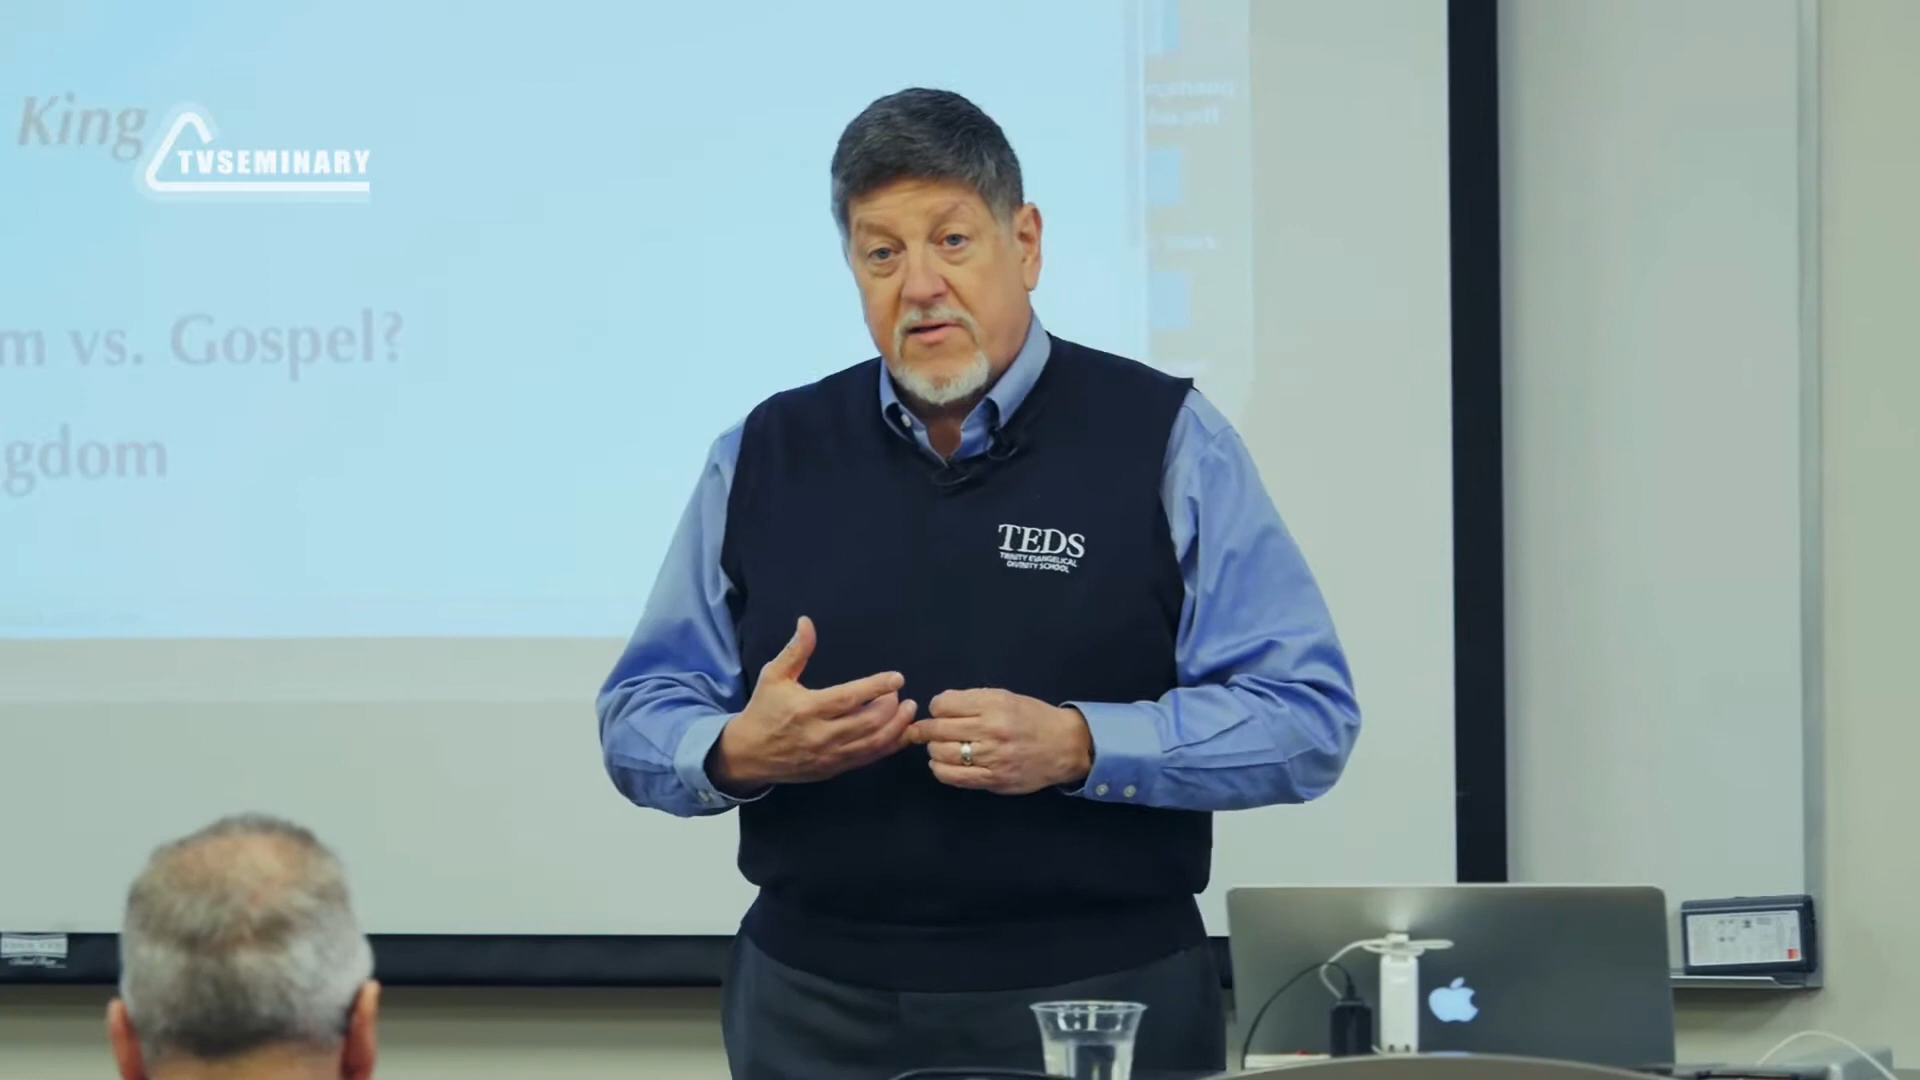 King
TVSEMINARY
m vs. Gospel?
gdom
TEDS
TRINITY EVANGELICAL
DIVINITY SCHOOL